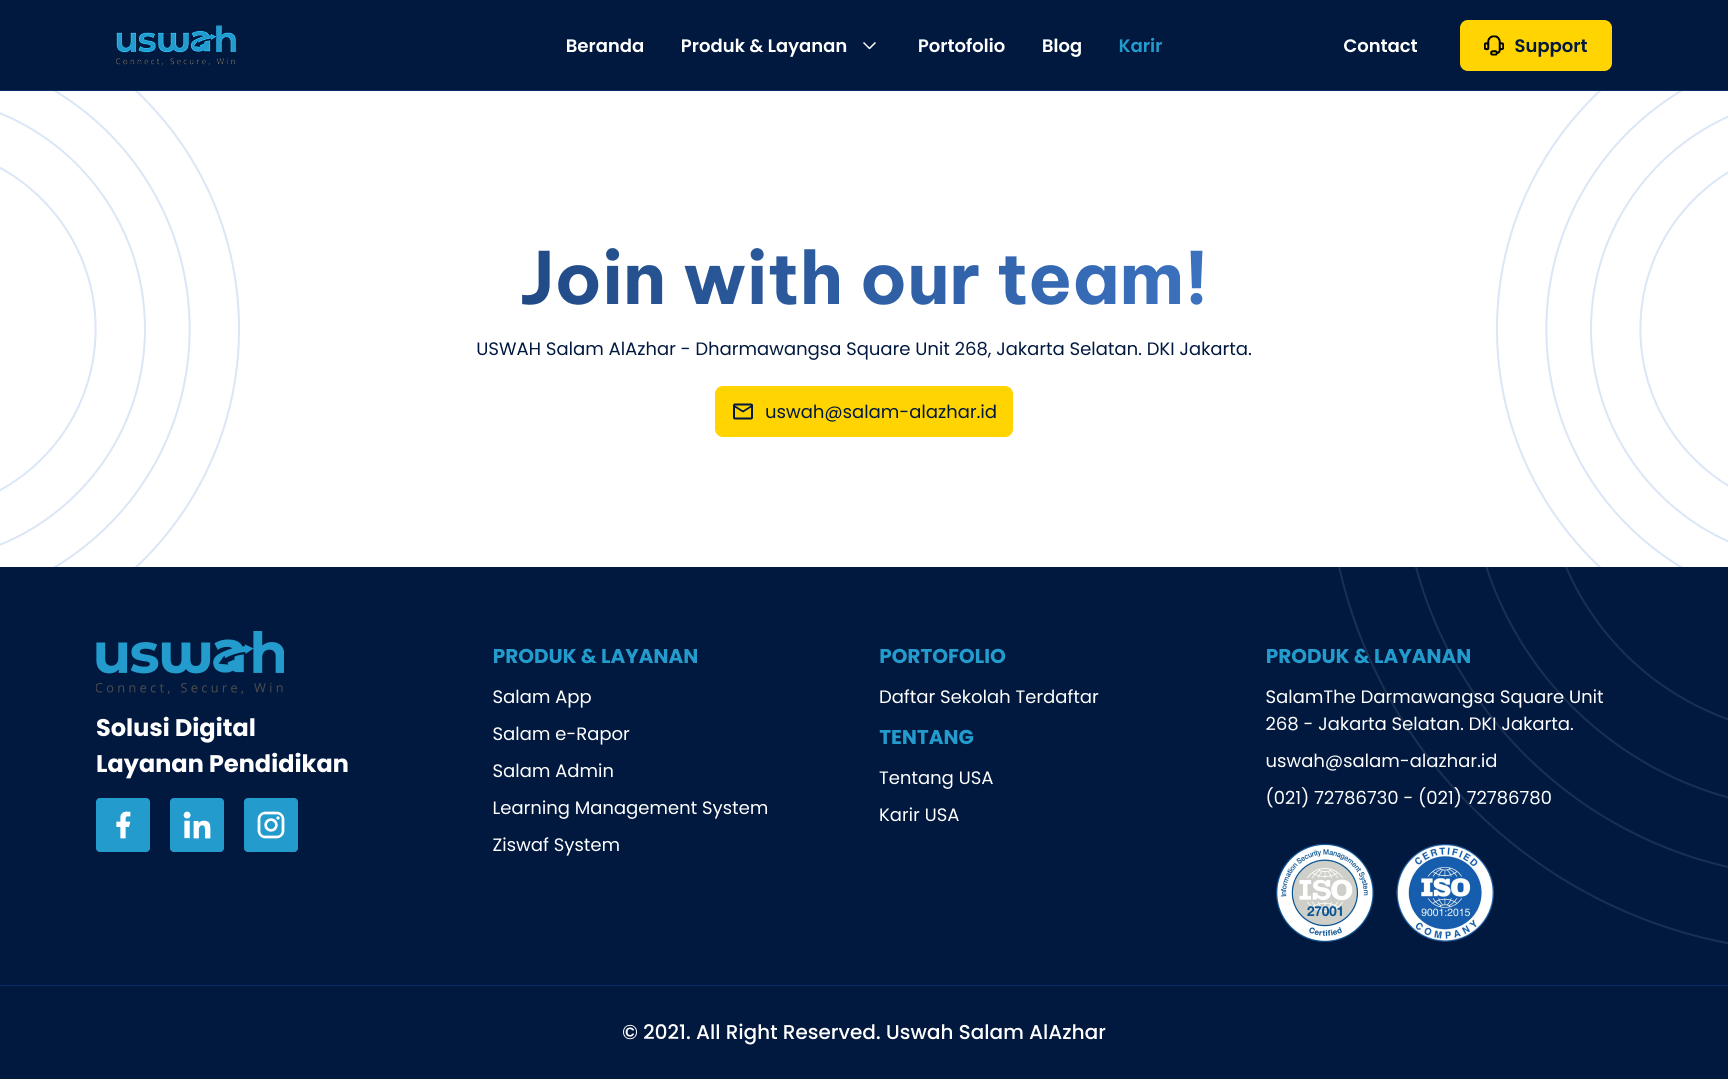 uswah
Connect, Secure, Win
Beranda
Produk & Layanan
Portofolio
Blog
Karir
Contact
Support
Join with our team!
USWAH Salam AlAzhar - Dharmawangsa Square Unit 268, Jakarta Selatan. DKI Jakarta.
uswah@salam-alazhar.id
uswah
Connect, Secure, Win
Solusi Digital
Layanan Pendidikan
PRODUK & LAYANAN
Salam App
Salam e-Rapor
Salam Admin
Learning Management System
Ziswaf System
PORTOFOLIO
Daftar Sekolah Terdaftar
TENTANG
Tentang USA
Karir USA
PRODUK & LAYANAN
SalamThe Darmawangsa Square Unit
268 - Jakarta Selatan. DKI Jakarta.
uswah@salam-alazhar.id
(021) 72786730 - (021) 72786780
Information Security Management System
ISO
27001
Certified
CERTIFIED
ISO
9001:2015
COMPANY
© 2021. All Right Reserved. Uswah Salam AlAzhar